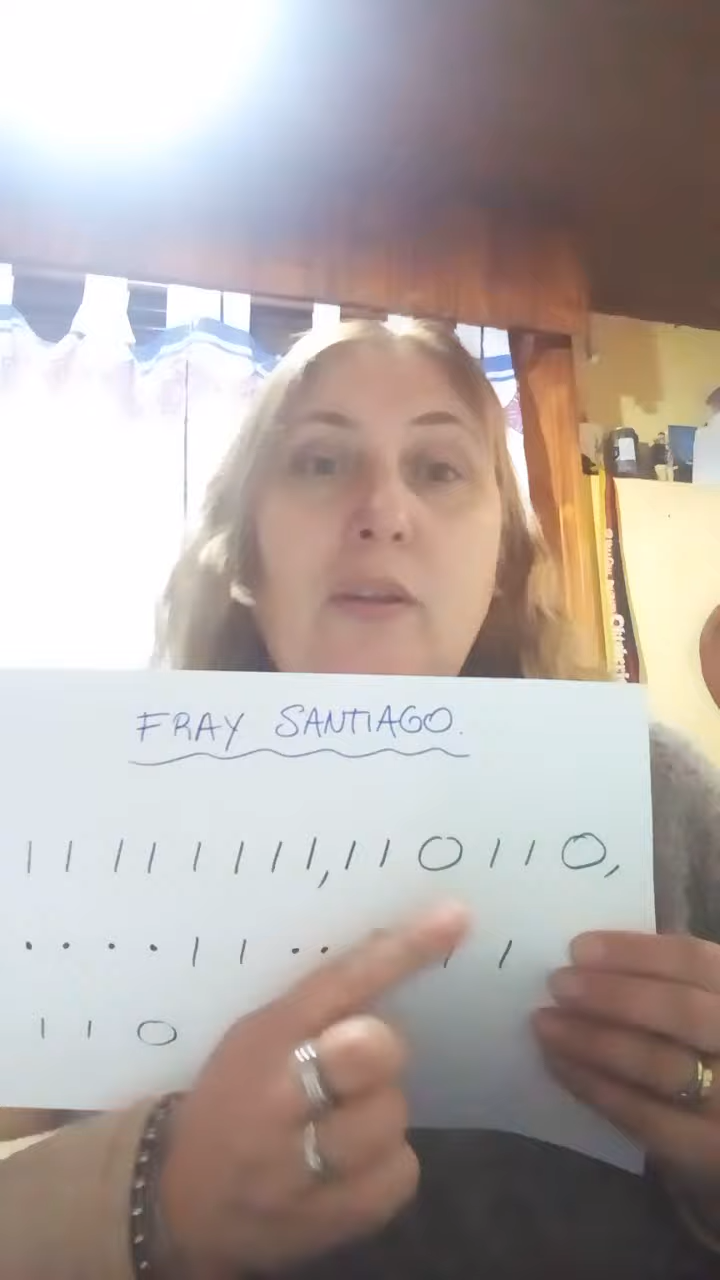 FRAY SANTIAGO.
| | | | | | | | |, | | O | | O,
. . . . | | . . | |
| | O